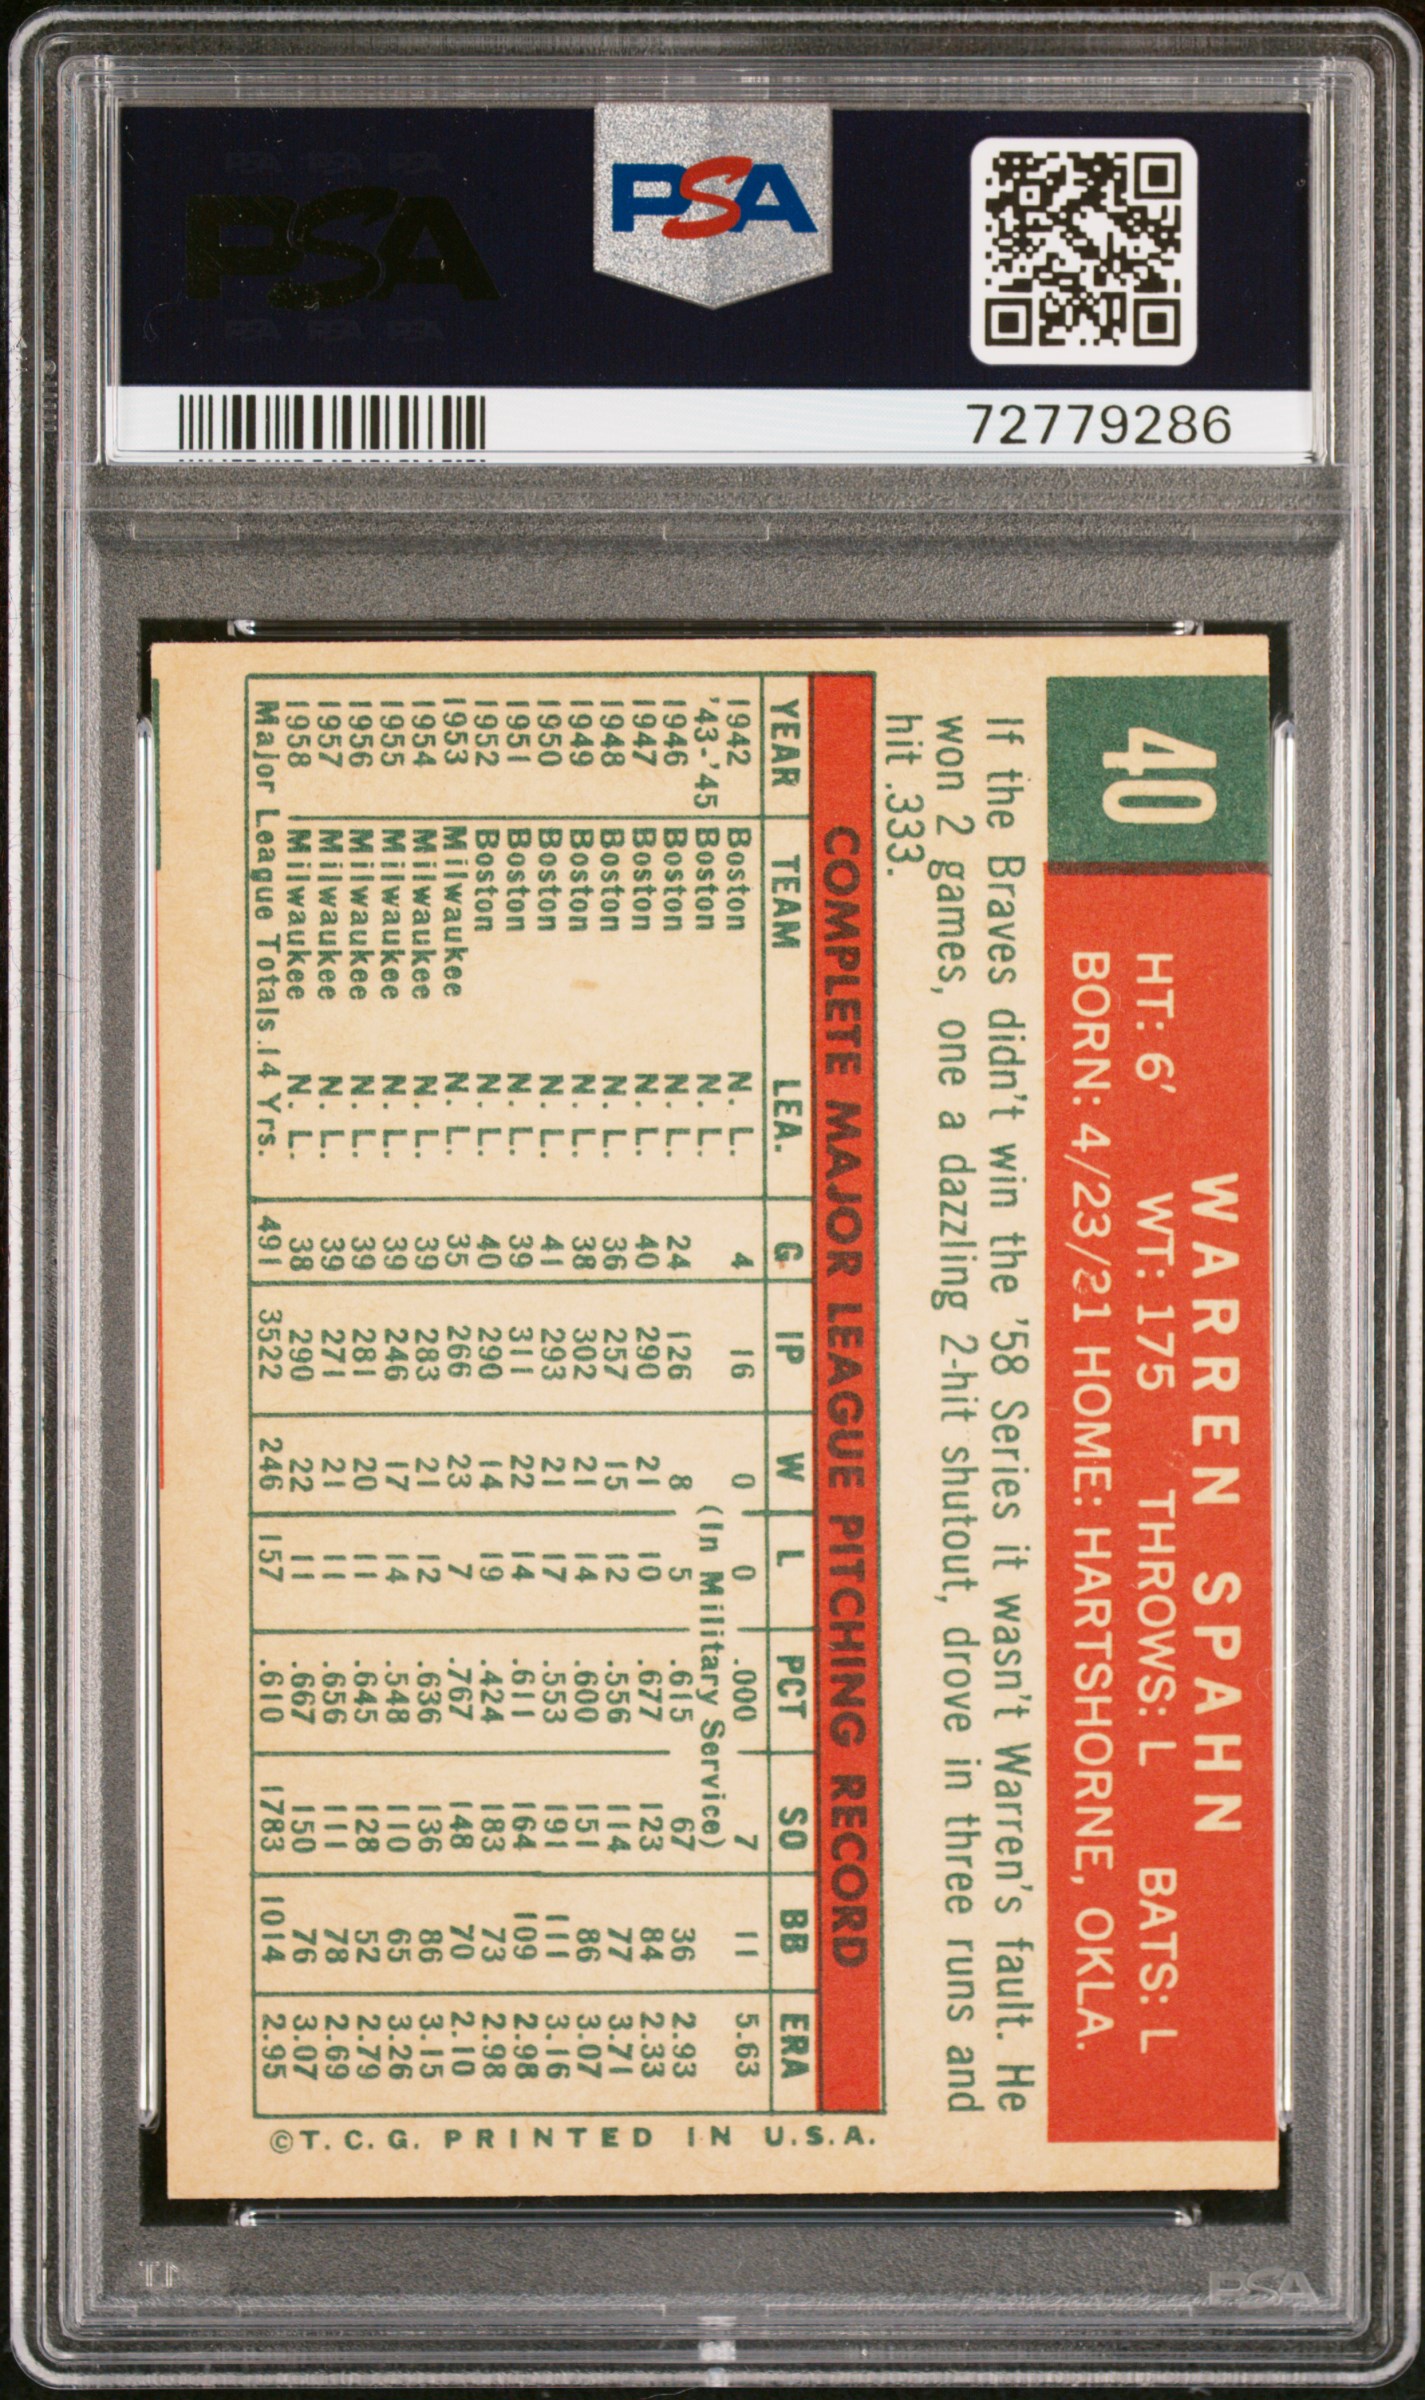 PSA
PSA PSA PSA
PSA
PSA PSA PSA
72779286
40
WARREN SPAHN
HT: 6' WT: 175 THROWS: L BATS: L
BORN: 4/23/21 HOME: HARTSHORNE, OKLA.
If the Braves didn't win the '58 Series it wasn't Warren's fault. He
won 2 games, one a dazzling 2-hit shutout, drove in three runs and
hit .333.
COMPLETE MAJOR LEAGUE PITCHING RECORD
YEAR TEAM LEA. G IP W L PCT SO BB ERA
1942 Boston N. L. 4 16 0 0 .000 7 11 5.63
'43-'45 Boston N. L. (In Military Service)
1946 Boston N. L. 24 126 8 5 .615 67 36 2.93
1947 Boston N. L. 40 290 21 10 .677 123 84 2.33
1948 Boston N. L. 36 257 15 12 .556 114 77 3.71
1949 Boston N. L. 38 302 21 14 .600 151 86 3.07
1950 Boston N. L. 41 293 21 17 .553 191 111 3.16
1951 Boston N. L. 39 311 22 14 .611 164 109 2.98
1952 Boston N. L. 40 290 14 19 .424 183 73 2.98
1953 Milwaukee N. L. 35 266 23 7 .767 148 70 2.10
1954 Milwaukee N. L. 39 283 21 12 .636 136 86 3.15
1955 Milwaukee N. L. 39 246 17 14 .548 110 65 3.26
1956 Milwaukee N. L. 39 281 20 11 .645 128 52 2.79
1957 Milwaukee N. L. 39 271 21 11 .656 111 78 2.69
1958 Milwaukee N. L. 38 290 22 11 .667 150 76 3.07
Major League Totals.14 Yrs. 491 3522 246 157 .610 1783 1014 2.95
©T. C. G. PRINTED IN U.S.A.
PSA